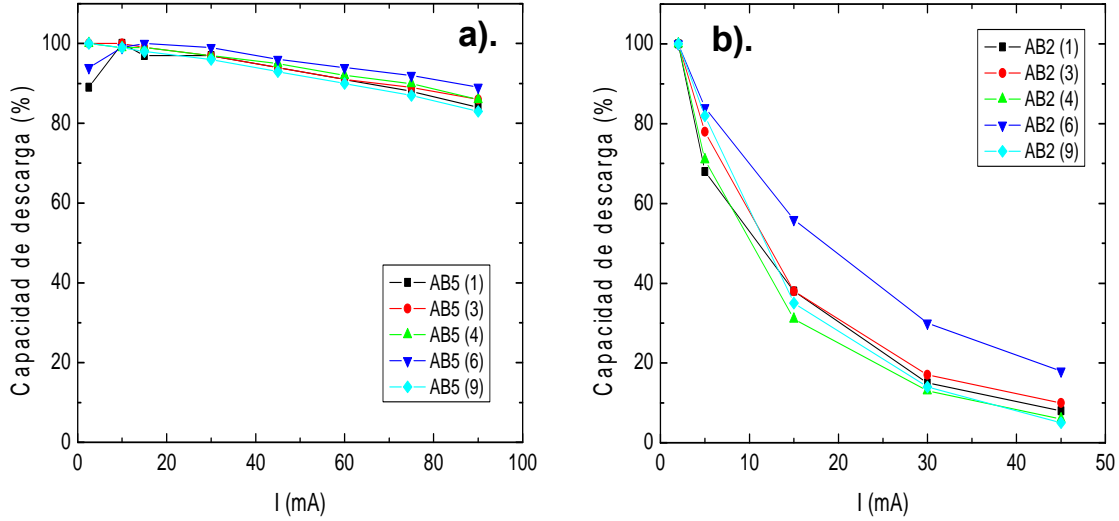 a).
100
80
60
40
20
0
Capacidad de descarga (%)
AB5 (1)
AB5 (3)
AB5 (4)
AB5 (6)
AB5 (9)
0 20 40 60 80 100
I (mA)
b).
100
80
60
40
20
0
Capacidad de descarga (%)
AB2 (1)
AB2 (3)
AB2 (4)
AB2 (6)
AB2 (9)
0 10 20 30 40 50
I (mA)